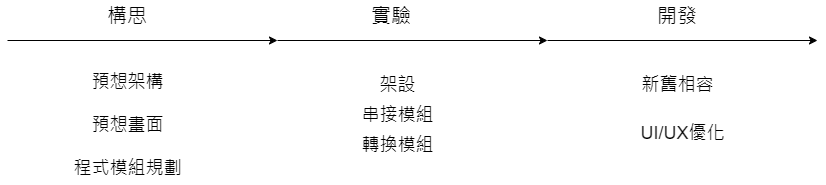 構思
實驗
開發
預想架構
預想畫面
程式模組規劃
架設
串接模組
轉換模組
新舊相容
UI/UX優化